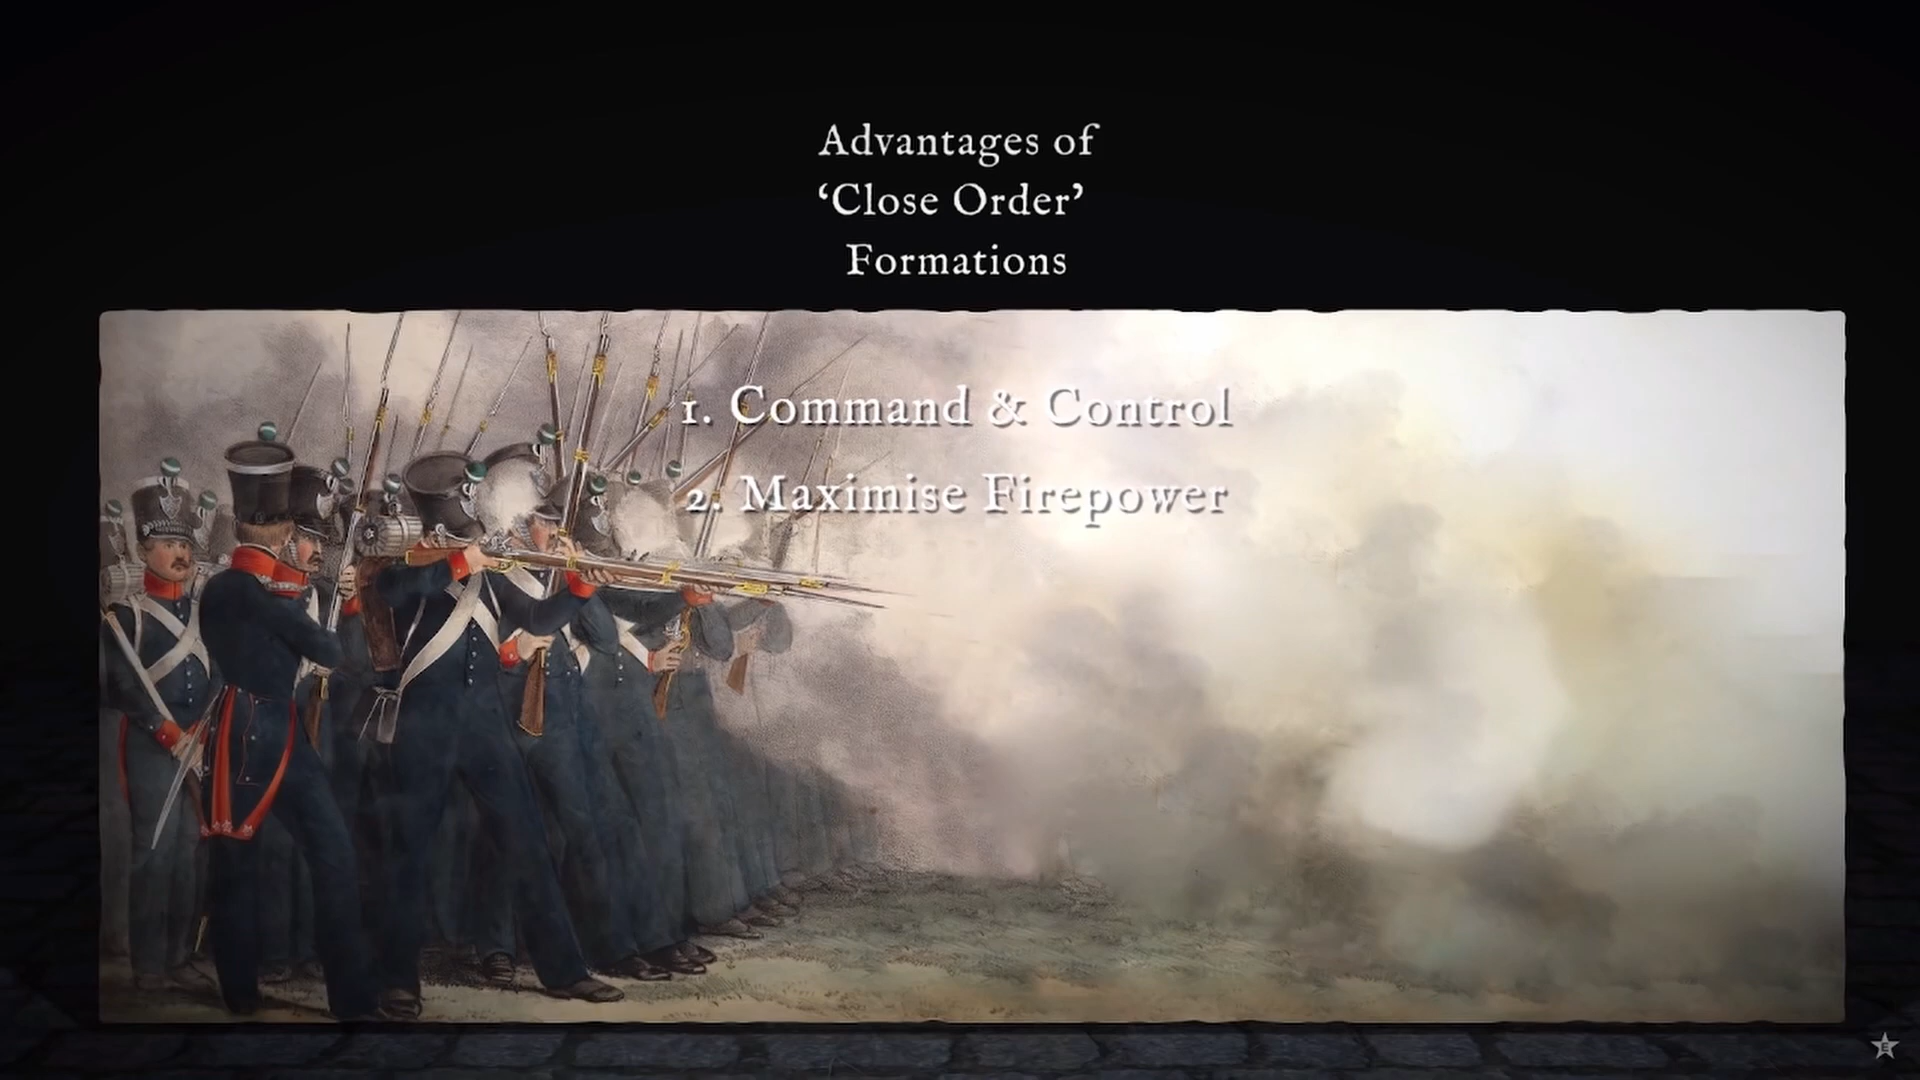 Advantages of
‘Close Order’
Formations
1. Command & Control
2. Maximise Firepower
E